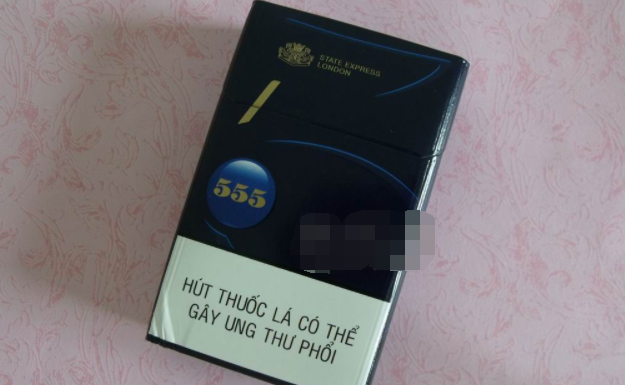 STATE EXPRESS
LONDON
555
HÚT THUỐC LÁ CÓ THỂ
GÂY UNG THƯ PHỔI